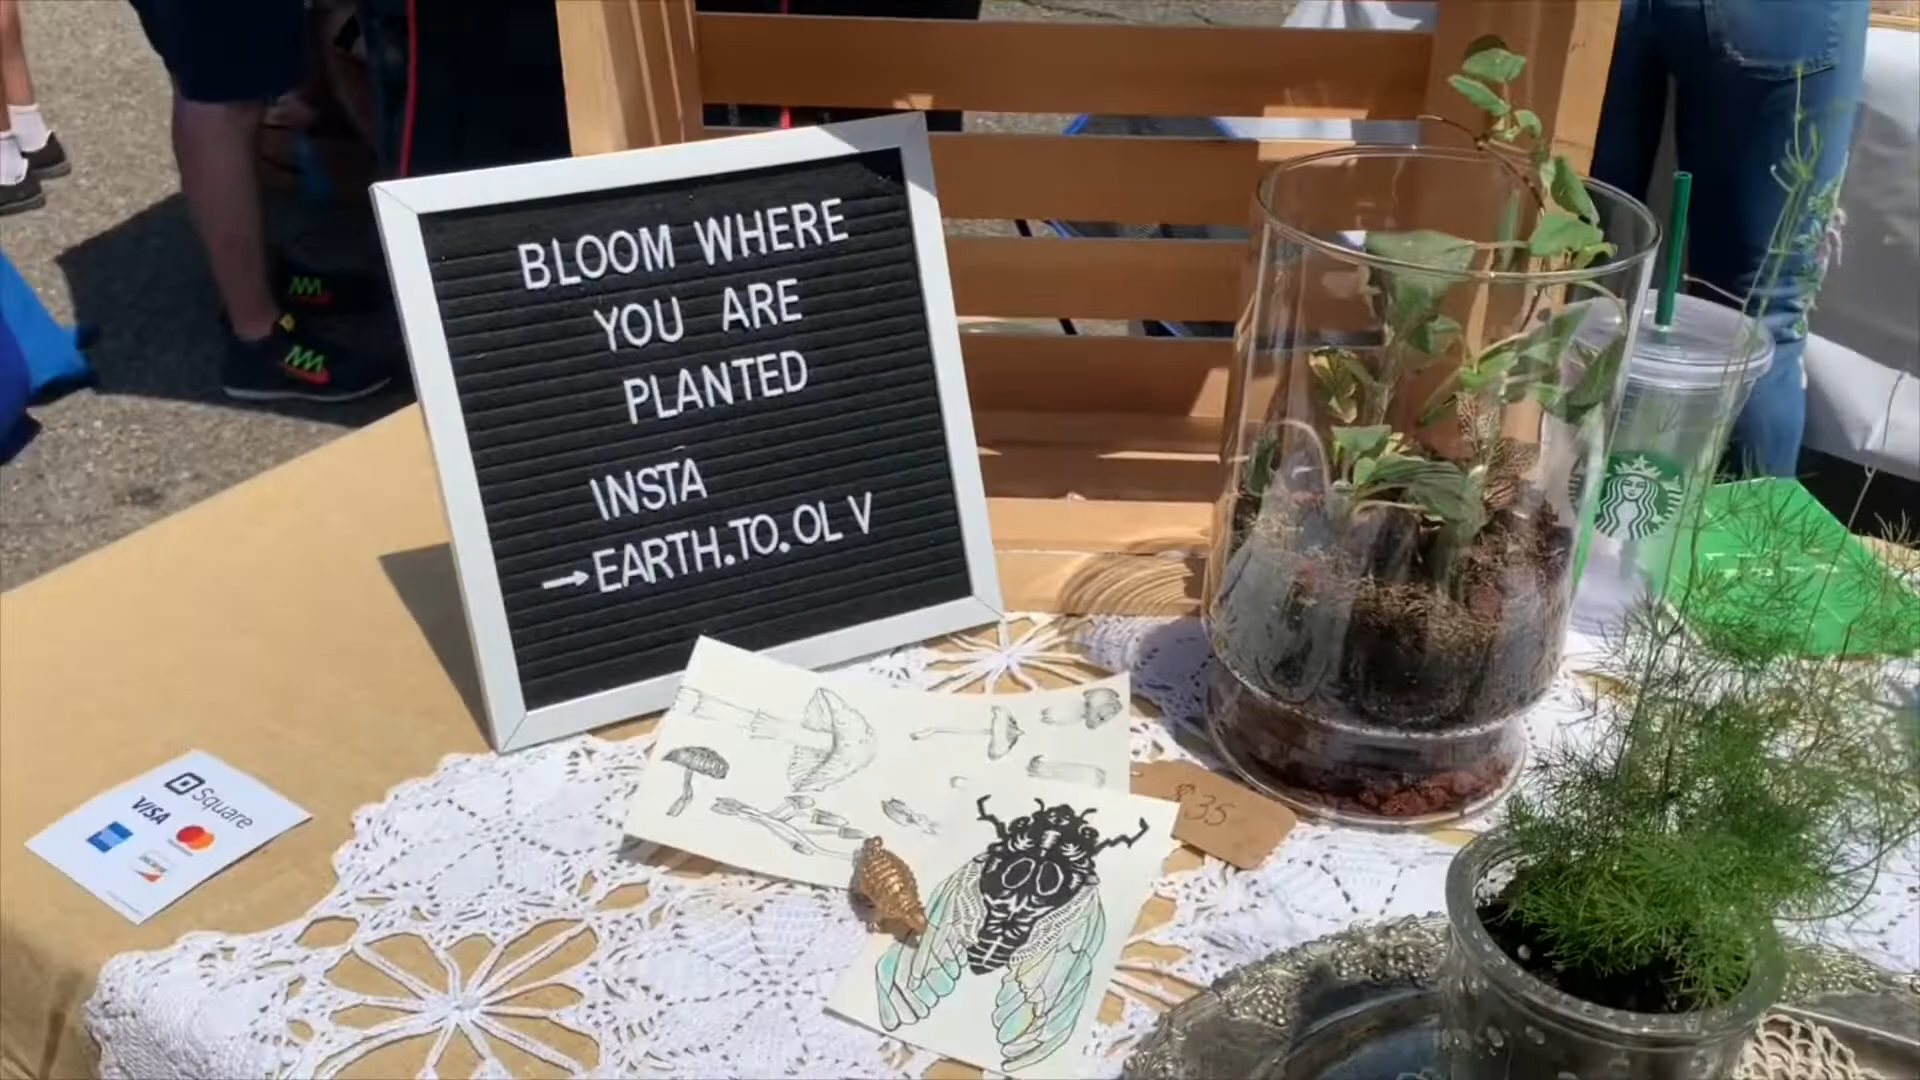 BLOOM WHERE
YOU ARE
PLANTED
INSTA
→EARTH.TO.OL V
Square
VISA
$35